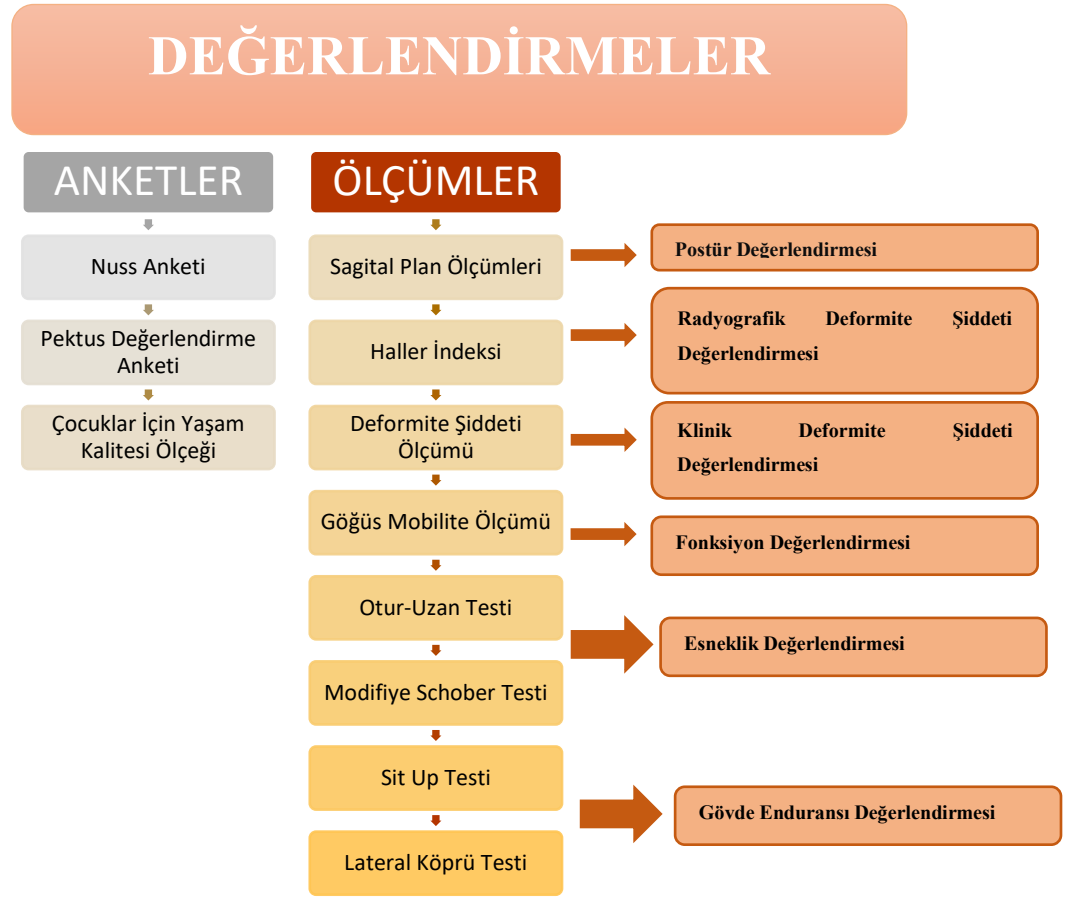 DEĞERLENDİRMELER
ANKETLER
Nuss Anketi
Pektus Değerlendirme
Anketi
Çocuklar İçin Yaşam
Kalitesi Ölçeği
ÖLÇÜMLER
Sagital Plan Ölçümleri
Haller İndeksi
Deformite Şiddeti
Ölçümü
Göğüs Mobilite Ölçümü
Otur-Uzan Testi
Modifiye Schober Testi
Sit Up Testi
Lateral Köprü Testi
Postür Değerlendirmesi
Radyografik Deformite Şiddeti
Değerlendirmesi
Klinik Deformite Şiddeti
Değerlendirmesi
Fonksiyon Değerlendirmesi
Esneklik Değerlendirmesi
Gövde Enduransı Değerlendirmesi